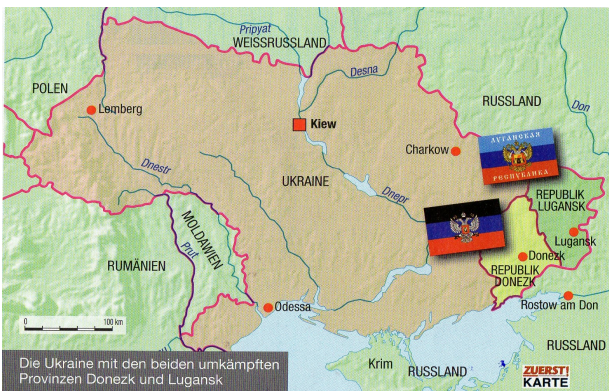 Pripyat
WEISSRUSSLAND
Desna
POLEN
RUSSLAND
Don
Lemberg
Kiew
ЛУГАНСКАЯ
РЕСПУБЛИКА
Charkow
Dnestr
UKRAINE
Dnepr
REPUBLIK
LUGANSK
MOLDAWIEN
Lugansk
Donezk
REPUBLIK
DONEZK
Prut
RUMÄNIEN
Odessa
Rostow am Don
0 100 km
RUSSLAND
Krim
RUSSLAND
Die Ukraine mit den beiden umkämpften
Provinzen Donezk und Lugansk
ZUERST!
KARTE